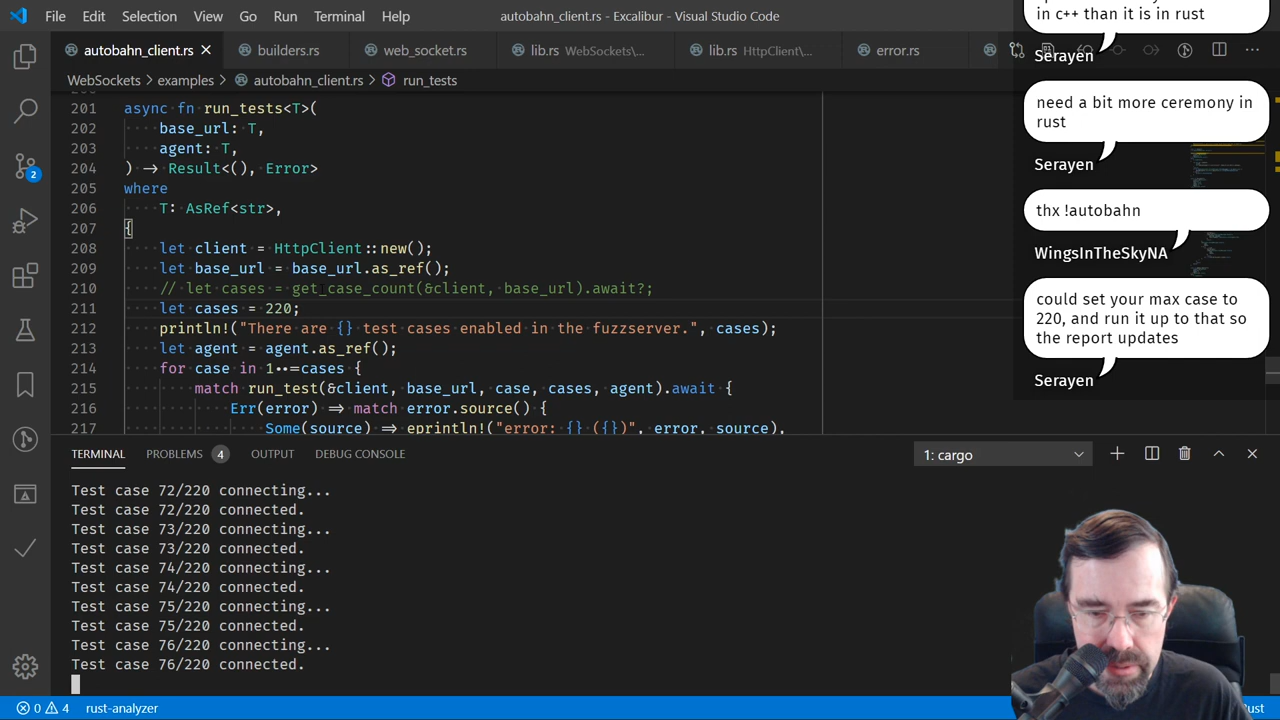 File Edit Selection View Go Run Terminal Help
autobahn_client.rs - Excalibur - Visual Studio Code
autobahn_client.rs builders.rs web_socket.rs lib.rs WebSockets\... lib.rs HttpClient\... error.rs
WebSockets > examples > autobahn_client.rs > run_tests
201 async fn run_tests<T>(
202 base_url: T,
203 agent: T,
204 ) -> Result<(), Error>
205 where
206 T: AsRef<str>,
207 {
208 let client = HttpClient::new();
209 let base_url = base_url.as_ref();
210 // let cases = get_case_count(&client, base_url).await?;
211 let cases = 220;
212 println!("There are {} test cases enabled in the fuzzserver.", cases);
213 let agent = agent.as_ref();
214 for case in 1..=cases {
215 match run_test(&client, base_url, case, cases, agent).await {
216 Err(error) => match error.source() {
217 Some(source) => eprintln!("error: {} ({})", error, source),
in c++ than it is in rust
Serayen
need a bit more ceremony in
rust
Serayen
thx !autobahn
WingsInTheSkyNA
could set your max case to
220, and run it up to that so
the report updates
Serayen
2
TERMINAL PROBLEMS 4 OUTPUT DEBUG CONSOLE 1: cargo
Test case 72/220 connecting...
Test case 72/220 connected.
Test case 73/220 connecting...
Test case 73/220 connected.
Test case 74/220 connecting...
Test case 74/220 connected.
Test case 75/220 connecting...
Test case 75/220 connected.
Test case 76/220 connecting...
Test case 76/220 connected.
0 4 rust-analyzer
Rust